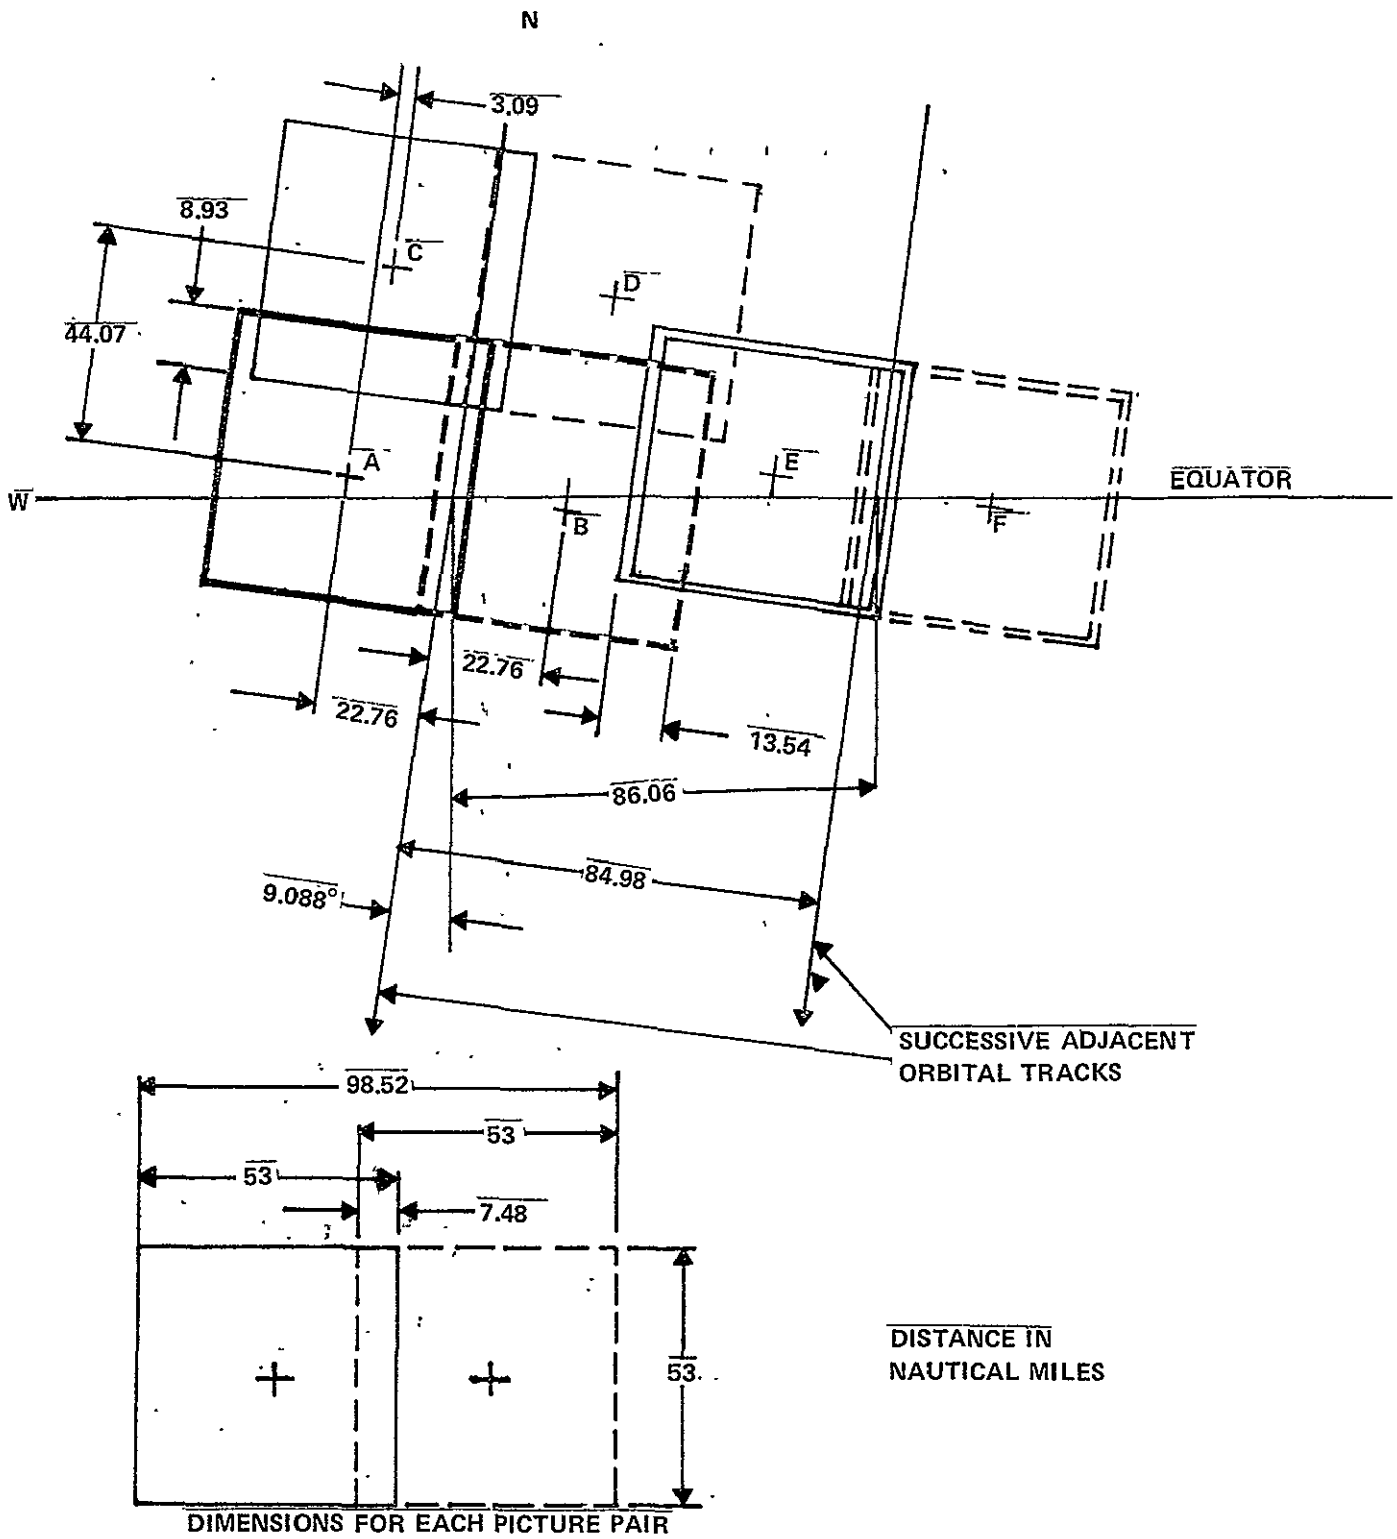 N
3.09
8.93
C
D
44.07
A
E
W
EQUATOR
B
F
22.76
22.76
13.54
86.06
84.98
9.088°
SUCCESSIVE ADJACENT
ORBITAL TRACKS
98.52
53
53
7.48
53
DISTANCE IN
NAUTICAL MILES
DIMENSIONS FOR EACH PICTURE PAIR